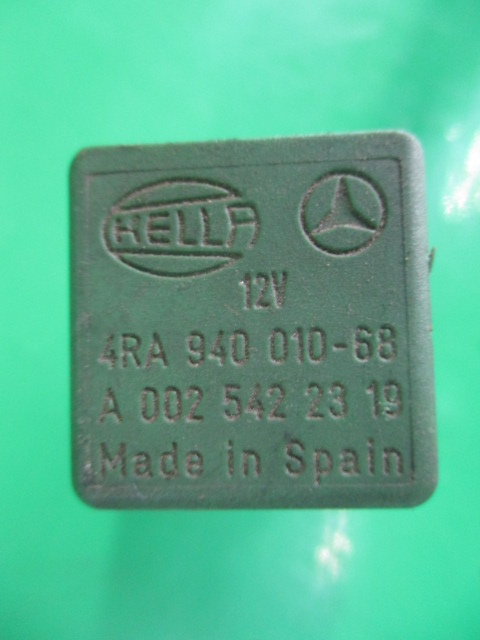 HELLA
12V
4RA 940 010-68
A 002 542 23 19
Made in Spain